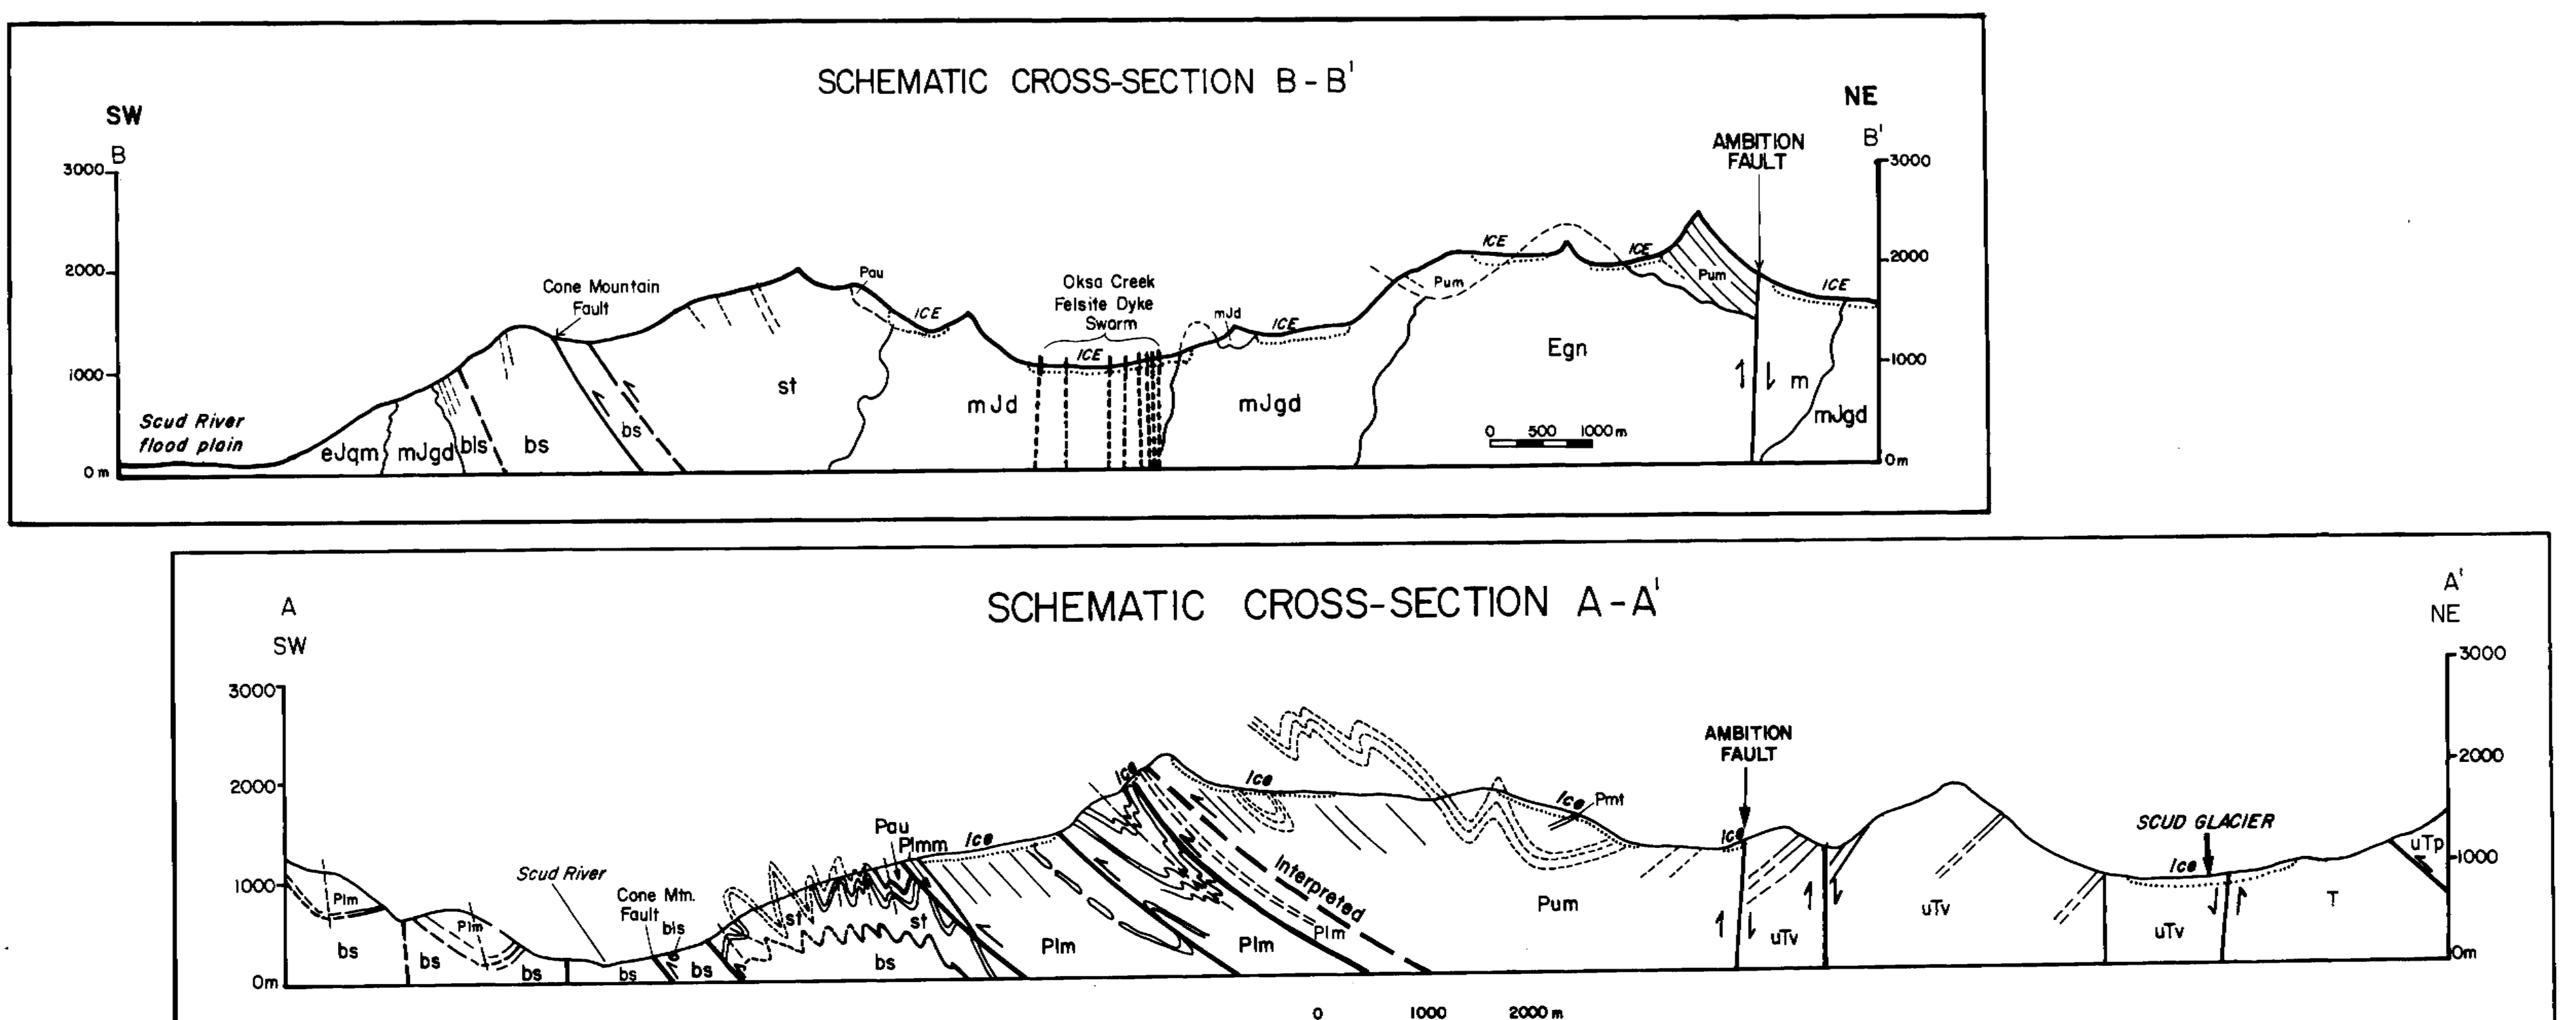 SCHEMATIC CROSS-SECTION B-B'
SW
B
NE
B'
AMBITION
FAULT
3000
3000
2000
2000
1000
1000
0 m
0m
Scud River
flood plain
Cone Mountain
Fault
Pau
ICE
Oksa Creek
Felsite Dyke
Swarm
ICE
mJd
ICE
ICE
ICE
ICE
Pum
Pum
eJqm
mJgd
bls
bs
bs
st
mJd
mJgd
Egn
m
mJgd
0 500 1000m
SCHEMATIC CROSS-SECTION A-A'
A
SW
A'
NE
3000
3000
2000
2000
1000
1000
0m
0m
Plm
bs
bs
Plm
bs
Scud River
Cone Mtn.
Fault
bls
bs
bs
st
st
bs
Pau
Plmm
Ice
Plm
Plm
Ice
Ice
Interpreted
Plm
Ice
Pmt
Pum
AMBITION
FAULT
Ice
uTv
uTv
SCUD GLACIER
Ice
uTv
T
uTp
0 1000 2000 m